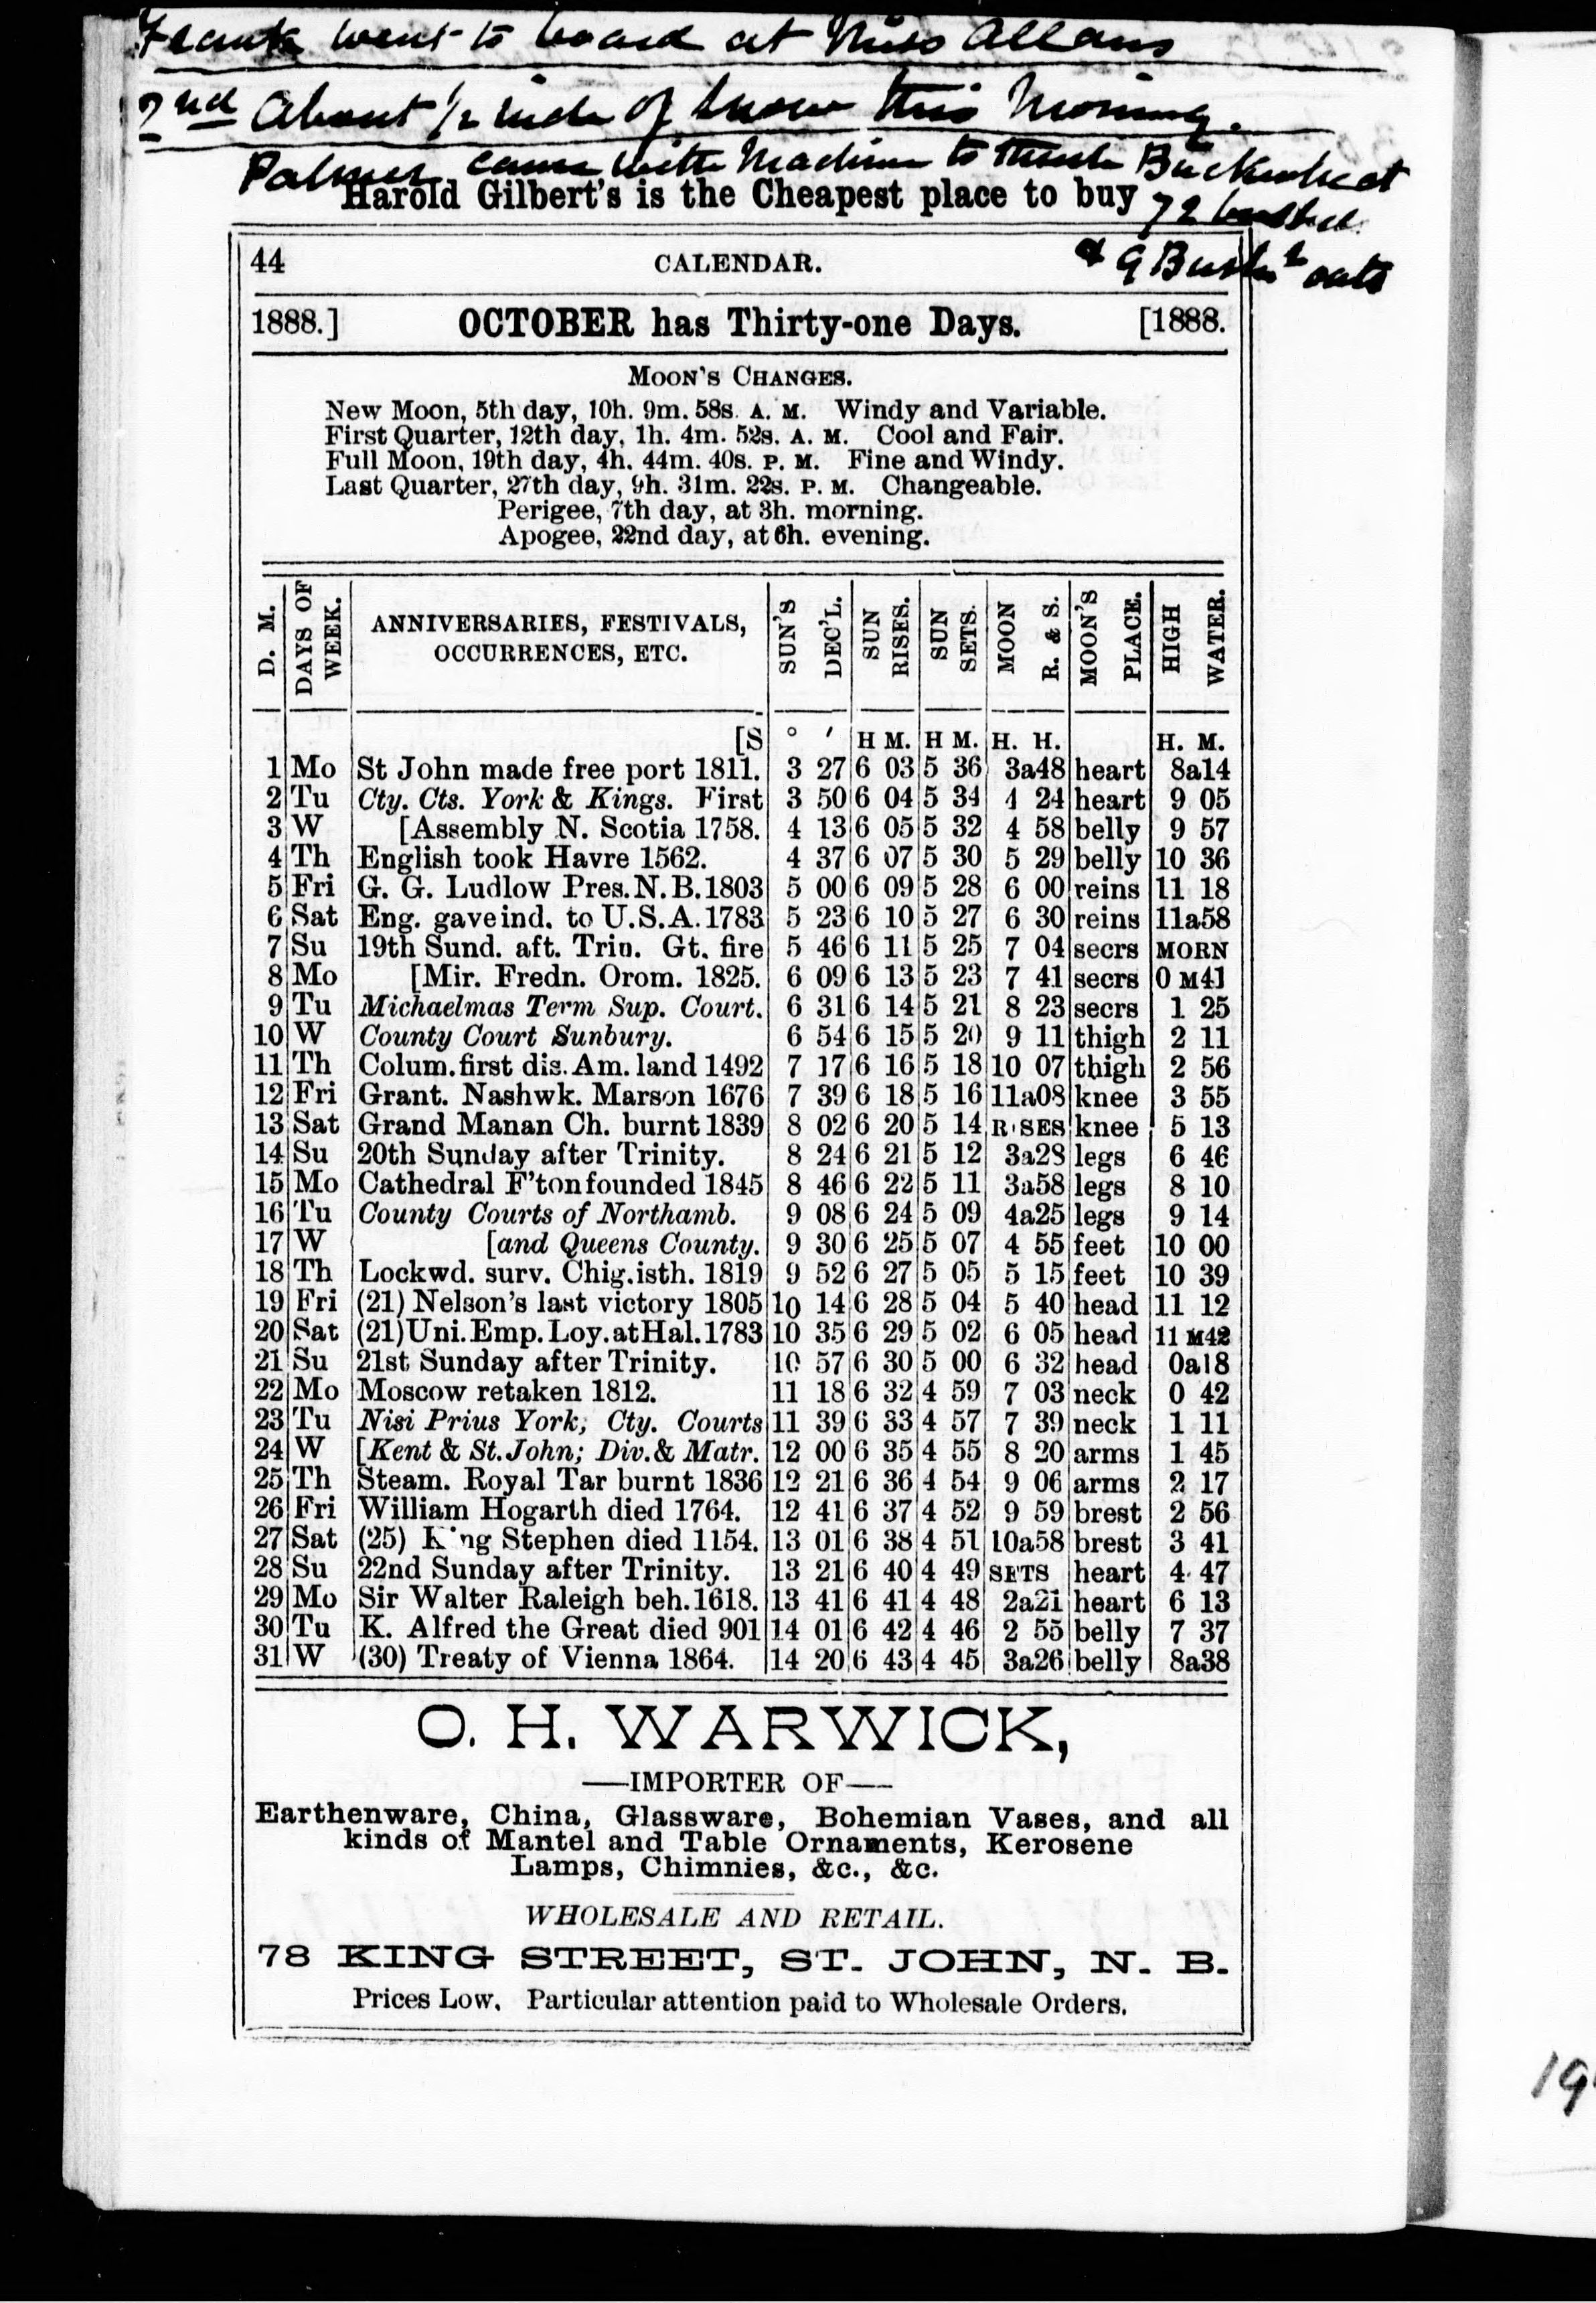 Frank went to board at Miss Allans
2nd About 1/2 inch of snow this Morning.
Palmer came with Machine to thresh Buckwheat
72 bushel
& 9 Bush. oats
Harold Gilbert's is the Cheapest place to buy
44 CALENDAR.
1888.] OCTOBER has Thirty-one Days. [1888.
MOON'S CHANGES.
New Moon, 5th day, 10h. 9m. 58s. A. M. Windy and Variable.
First Quarter, 12th day, 1h. 4m. 52s. A. M. Cool and Fair.
Full Moon, 19th day, 4h. 44m. 40s. P. M. Fine and Windy.
Last Quarter, 27th day, 9h. 31m. 22s. P. M. Changeable.
Perigee, 7th day, at 3h. morning.
Apogee, 22nd day, at 6h. evening.
D. M. DAYS OF WEEK. ANNIVERSARIES, FESTIVALS, OCCURRENCES, ETC. SUN'S DEC'L. SUN RISES. SUN SETS. MOON R. & S. MOON'S PLACE. HIGH WATER.
[S ° ′ H M. H M. H. H. H. M.
1 Mo St John made free port 1811. 3 27 6 03 5 36 3a48 heart 8a14
2 Tu Cty. Cts. York & Kings. First 3 50 6 04 5 34 4 24 heart 9 05
3 W [Assembly N. Scotia 1758. 4 13 6 05 5 32 4 58 belly 9 57
4 Th English took Havre 1562. 4 37 6 07 5 30 5 29 belly 10 36
5 Fri G. G. Ludlow Pres. N. B. 1803 5 00 6 09 5 28 6 00 reins 11 18
6 Sat Eng. gave ind. to U.S.A. 1783 5 23 6 10 5 27 6 30 reins 11a58
7 Su 19th Sund. aft. Trin. Gt. fire 5 46 6 11 5 25 7 04 secrs MORN
8 Mo [Mir. Fredn. Orom. 1825. 6 09 6 13 5 23 7 41 secrs 0 M41
9 Tu Michaelmas Term Sup. Court. 6 31 6 14 5 21 8 23 secrs 1 25
10 W County Court Sunbury. 6 54 6 15 5 20 9 11 thigh 2 11
11 Th Colum. first dis. Am. land 1492 7 17 6 16 5 18 10 07 thigh 2 56
12 Fri Grant. Nashwk. Marson 1676 7 39 6 18 5 16 11a08 knee 3 55
13 Sat Grand Manan Ch. burnt 1839 8 02 6 20 5 14 RISES knee 5 13
14 Su 20th Sunday after Trinity. 8 24 6 21 5 12 3a28 legs 6 46
15 Mo Cathedral F'ton founded 1845 8 46 6 22 5 11 3a58 legs 8 10
16 Tu County Courts of Northamb. 9 08 6 24 5 09 4a25 legs 9 14
17 W [and Queens County. 9 30 6 25 5 07 4 55 feet 10 00
18 Th Lockwd. surv. Chig. isth. 1819 9 52 6 27 5 05 5 15 feet 10 39
19 Fri (21) Nelson's last victory 1805 10 14 6 28 5 04 5 40 head 11 12
20 Sat (21) Uni. Emp. Loy. at Hal. 1783 10 35 6 29 5 02 6 05 head 11 M42
21 Su 21st Sunday after Trinity. 10 57 6 30 5 00 6 32 head 0a18
22 Mo Moscow retaken 1812. 11 18 6 32 4 59 7 03 neck 0 42
23 Tu Nisi Prius York; Cty. Courts 11 39 6 33 4 57 7 39 neck 1 11
24 W [Kent & St. John; Div. & Matr. 12 00 6 35 4 55 8 20 arms 1 45
25 Th Steam. Royal Tar burnt 1836 12 21 6 36 4 54 9 06 arms 2 17
26 Fri William Hogarth died 1764. 12 41 6 37 4 52 9 59 brest 2 56
27 Sat (25) King Stephen died 1154. 13 01 6 38 4 51 10a58 brest 3 41
28 Su 22nd Sunday after Trinity. 13 21 6 40 4 49 SETS heart 4 47
29 Mo Sir Walter Raleigh beh. 1618. 13 41 6 41 4 48 2a21 heart 6 13
30 Tu K. Alfred the Great died 901 14 01 6 42 4 46 2 55 belly 7 37
31 W (30) Treaty of Vienna 1864. 14 20 6 43 4 45 3a26 belly 8a38
O. H. WARWICK,
—IMPORTER OF—
Earthenware, China, Glassware, Bohemian Vases, and all
kinds of Mantel and Table Ornaments, Kerosene
Lamps, Chimnies, &c., &c.
WHOLESALE AND RETAIL.
78 KING STREET, ST. JOHN, N. B.
Prices Low. Particular attention paid to Wholesale Orders.
19